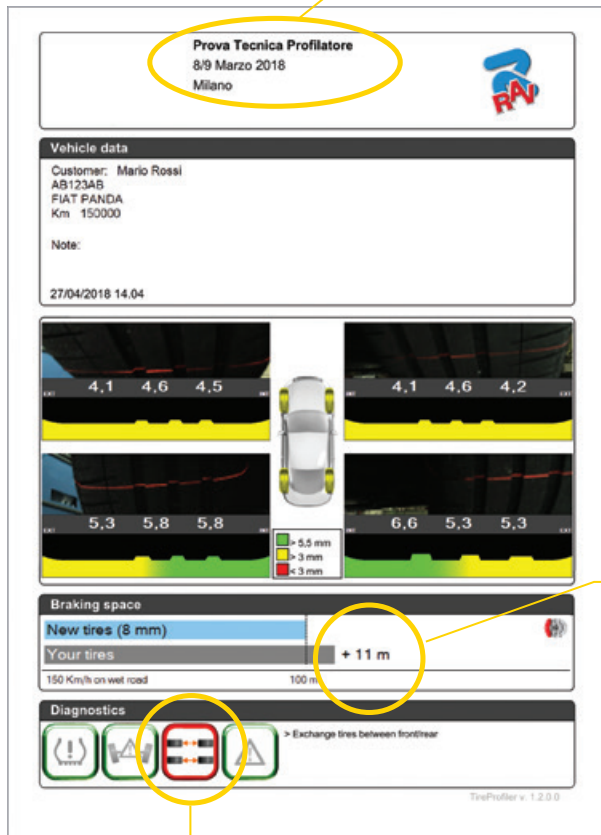 Prova Tecnica Profilatore
8/9 Marzo 2018
Milano
RAV
Vehicle data
Customer: Mario Rossi
AB123AB
FIAT PANDA
Km 150000
Note:
27/04/2018 14.04
4,1 4,6 4,5
4,1 4,6 4,2
5,3 5,8 5,8
6,6 5,3 5,3
> 5,5 mm
> 3 mm
< 3 mm
Braking space
New tires (8 mm)
Your tires
+ 11 m
150 Km/h on wet road 100 m
Diagnostics
> Exchange tires between front/rear
TireProfiler v. 1.2.0.0